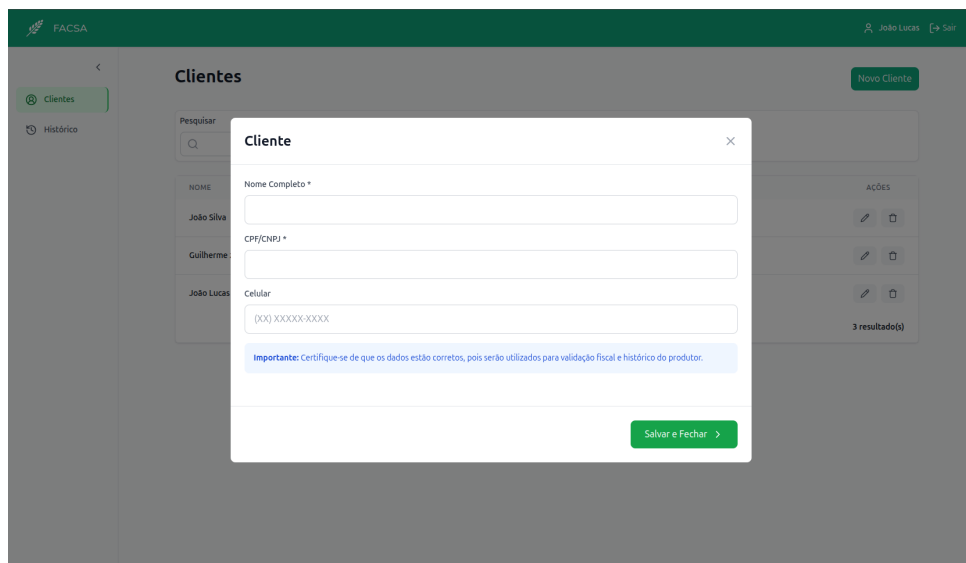 FACSA
João Lucas
Sair
Clientes
Histórico
Clientes
Novo Cliente
Pesquisar
NOME
AÇÕES
João Silva
Guilherme
João Lucas
3 resultado(s)
Cliente
Nome Completo *
CPF/CNPJ *
Celular
(XX) XXXXX-XXXX
Importante: Certifique-se de que os dados estão corretos, pois serão utilizados para validação fiscal e histórico do produtor.
Salvar e Fechar